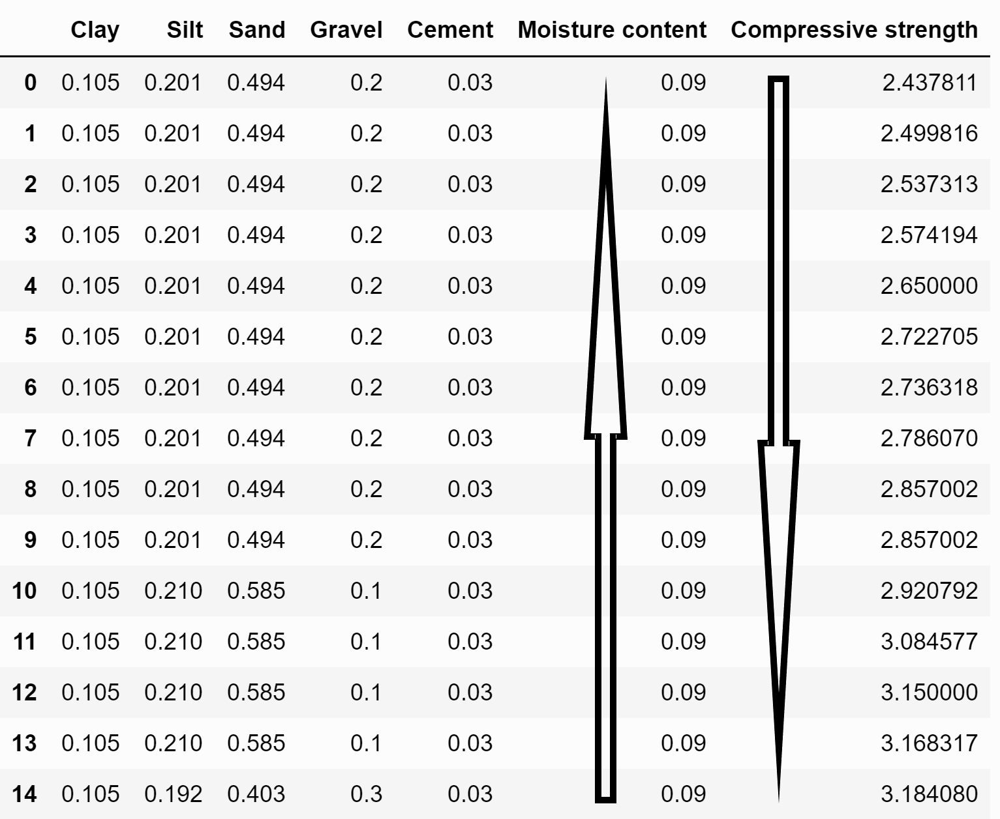 Clay Silt Sand Gravel Cement Moisture content Compressive strength
0 0.105 0.201 0.494 0.2 0.03 0.09 2.437811
1 0.105 0.201 0.494 0.2 0.03 0.09 2.499816
2 0.105 0.201 0.494 0.2 0.03 0.09 2.537313
3 0.105 0.201 0.494 0.2 0.03 0.09 2.574194
4 0.105 0.201 0.494 0.2 0.03 0.09 2.650000
5 0.105 0.201 0.494 0.2 0.03 0.09 2.722705
6 0.105 0.201 0.494 0.2 0.03 0.09 2.736318
7 0.105 0.201 0.494 0.2 0.03 0.09 2.786070
8 0.105 0.201 0.494 0.2 0.03 0.09 2.857002
9 0.105 0.201 0.494 0.2 0.03 0.09 2.857002
10 0.105 0.210 0.585 0.1 0.03 0.09 2.920792
11 0.105 0.210 0.585 0.1 0.03 0.09 3.084577
12 0.105 0.210 0.585 0.1 0.03 0.09 3.150000
13 0.105 0.210 0.585 0.1 0.03 0.09 3.168317
14 0.105 0.192 0.403 0.3 0.03 0.09 3.184080